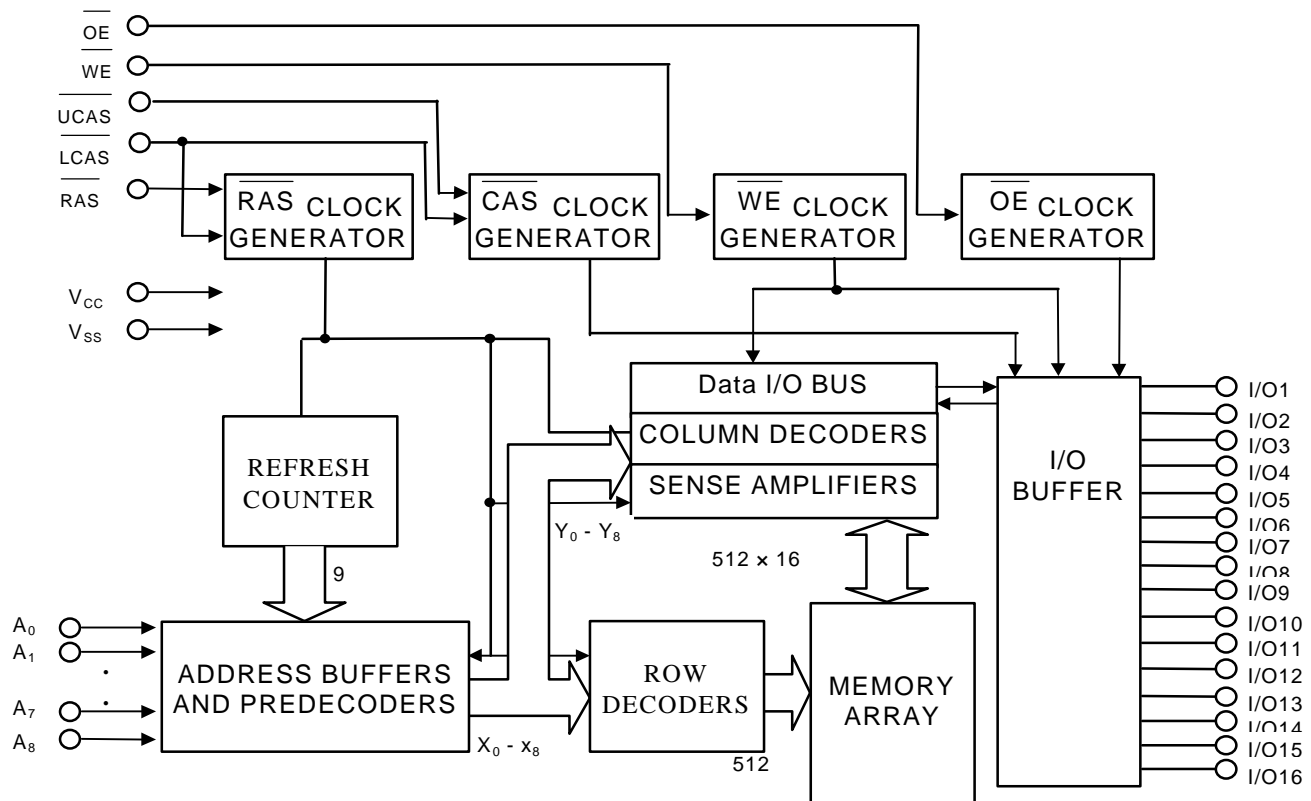 OE
WE
UCAS
LCAS
RAS
RAS CLOCK
GENERATOR
CAS CLOCK
GENERATOR
WE CLOCK
GENERATOR
OE CLOCK
GENERATOR
VCC
VSS
Data I/O BUS
COLUMN DECODERS
SENSE AMPLIFIERS
REFRESH
COUNTER
I/O
BUFFER
I/O1
I/O2
I/O3
I/O4
I/O5
I/O6
I/O7
I/O8
I/O9
I/O10
I/O11
I/O12
I/O13
I/O14
I/O15
I/O16
Y0 - Y8
512 × 16
9
A0
A1
.
.
A7
A8
ADDRESS BUFFERS
AND PREDECODERS
X0 - x8
ROW
DECODERS
512
MEMORY
ARRAY